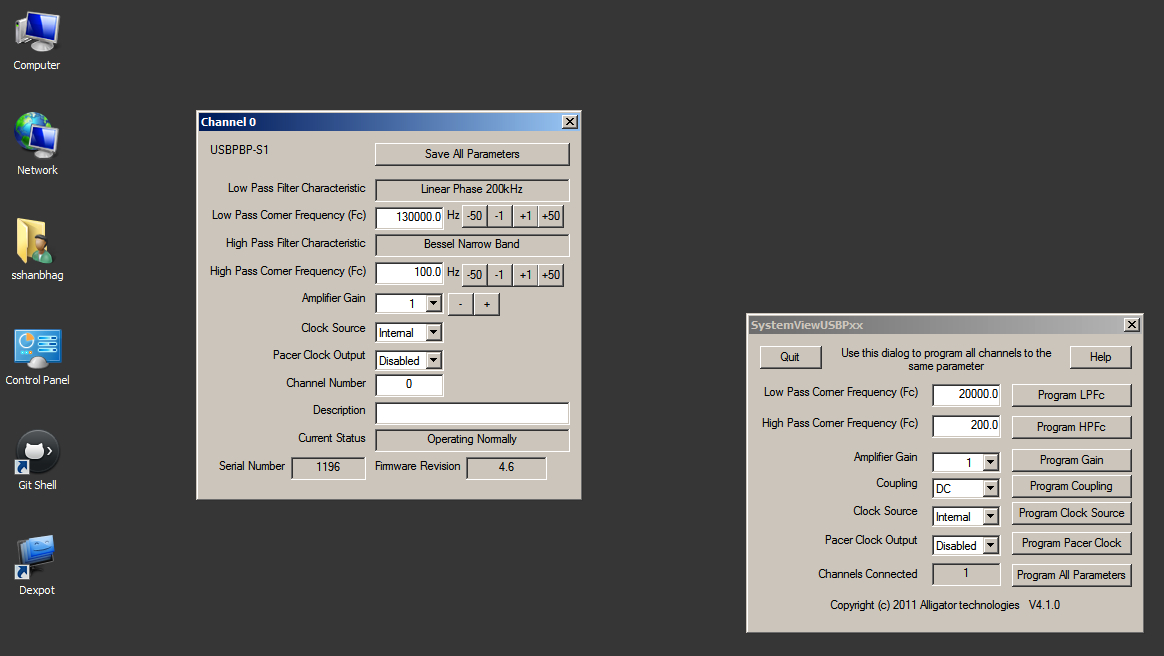 Computer
Network
sshanbhag
Control Panel
Git Shell
Dexpot
Channel 0
USBPBP-S1
Save All Parameters
Low Pass Filter Characteristic Linear Phase 200kHz
Low Pass Corner Frequency (Fc) 130000.0 Hz -50 -1 +1 +50
High Pass Filter Characteristic Bessel Narrow Band
High Pass Corner Frequency (Fc) 100.0 Hz -50 -1 +1 +50
Amplifier Gain 1 - +
Clock Source Internal
Pacer Clock Output Disabled
Channel Number 0
Description
Current Status Operating Normally
Serial Number 1196 Firmware Revision 4.6
SystemViewUSBPxx
Quit
Use this dialog to program all channels to the
same parameter
Help
Low Pass Corner Frequency (Fc) 20000.0 Program LPFc
High Pass Corner Frequency (Fc) 200.0 Program HPFc
Amplifier Gain 1 Program Gain
Coupling DC Program Coupling
Clock Source Internal Program Clock Source
Pacer Clock Output Disabled Program Pacer Clock
Channels Connected 1 Program All Parameters
Copyright (c) 2011 Alligator technologies V4.1.0